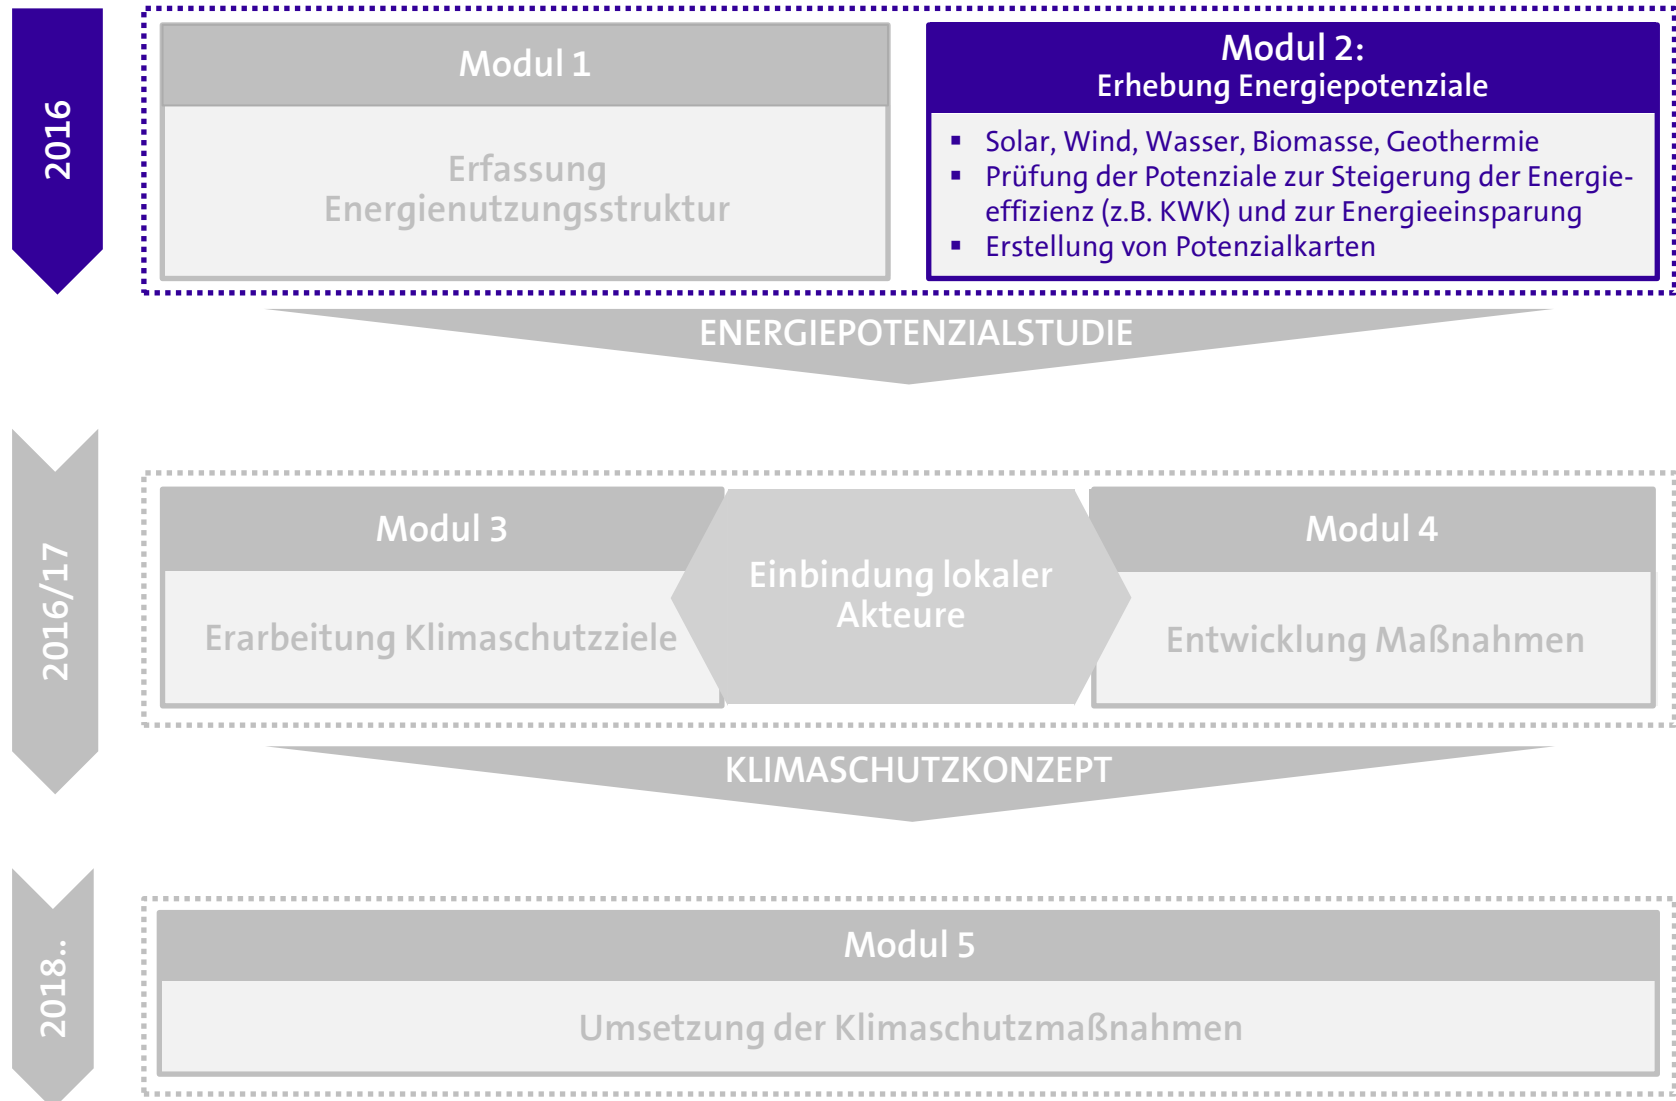 2016
Modul 1
Erfassung
Energienutzungsstruktur
Modul 2:
Erhebung Energiepotenziale
▪ Solar, Wind, Wasser, Biomasse, Geothermie
▪ Prüfung der Potenziale zur Steigerung der Energie-
effizienz (z.B. KWK) und zur Energieeinsparung
▪ Erstellung von Potenzialkarten
ENERGIEPOTENZIALSTUDIE
2016/17
Modul 3
Erarbeitung Klimaschutzziele
Einbindung lokaler
Akteure
Modul 4
Entwicklung Maßnahmen
KLIMASCHUTZKONZEPT
2018..
Modul 5
Umsetzung der Klimaschutzmaßnahmen